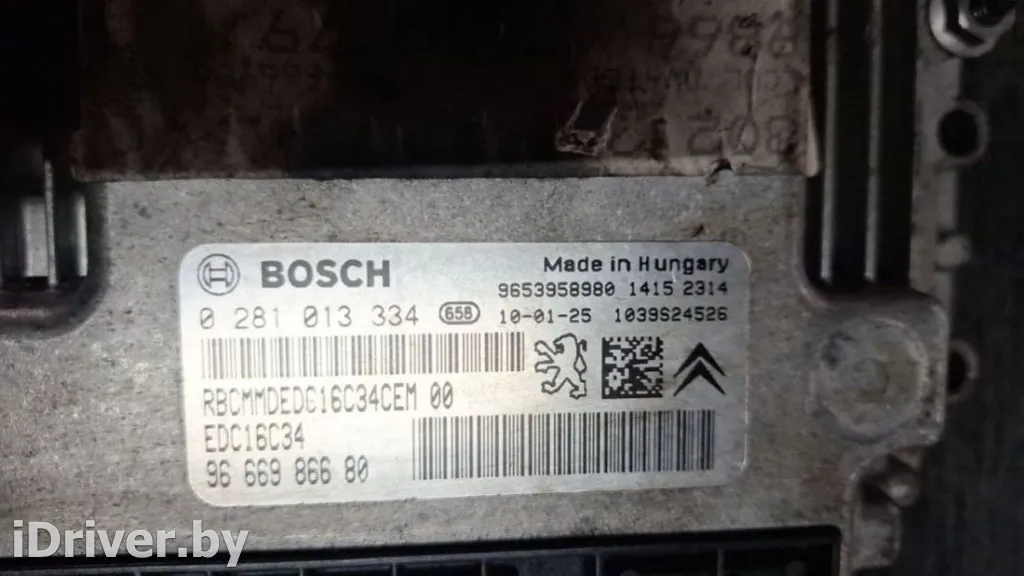 BOSCH
Made in Hungary
9653958980 1415 2314
0 281 013 334 658 10-01-25 1039S24526
RBCMMDEDC16C34CEM 00
EDC16C34
96 669 866 80
iDriver.by